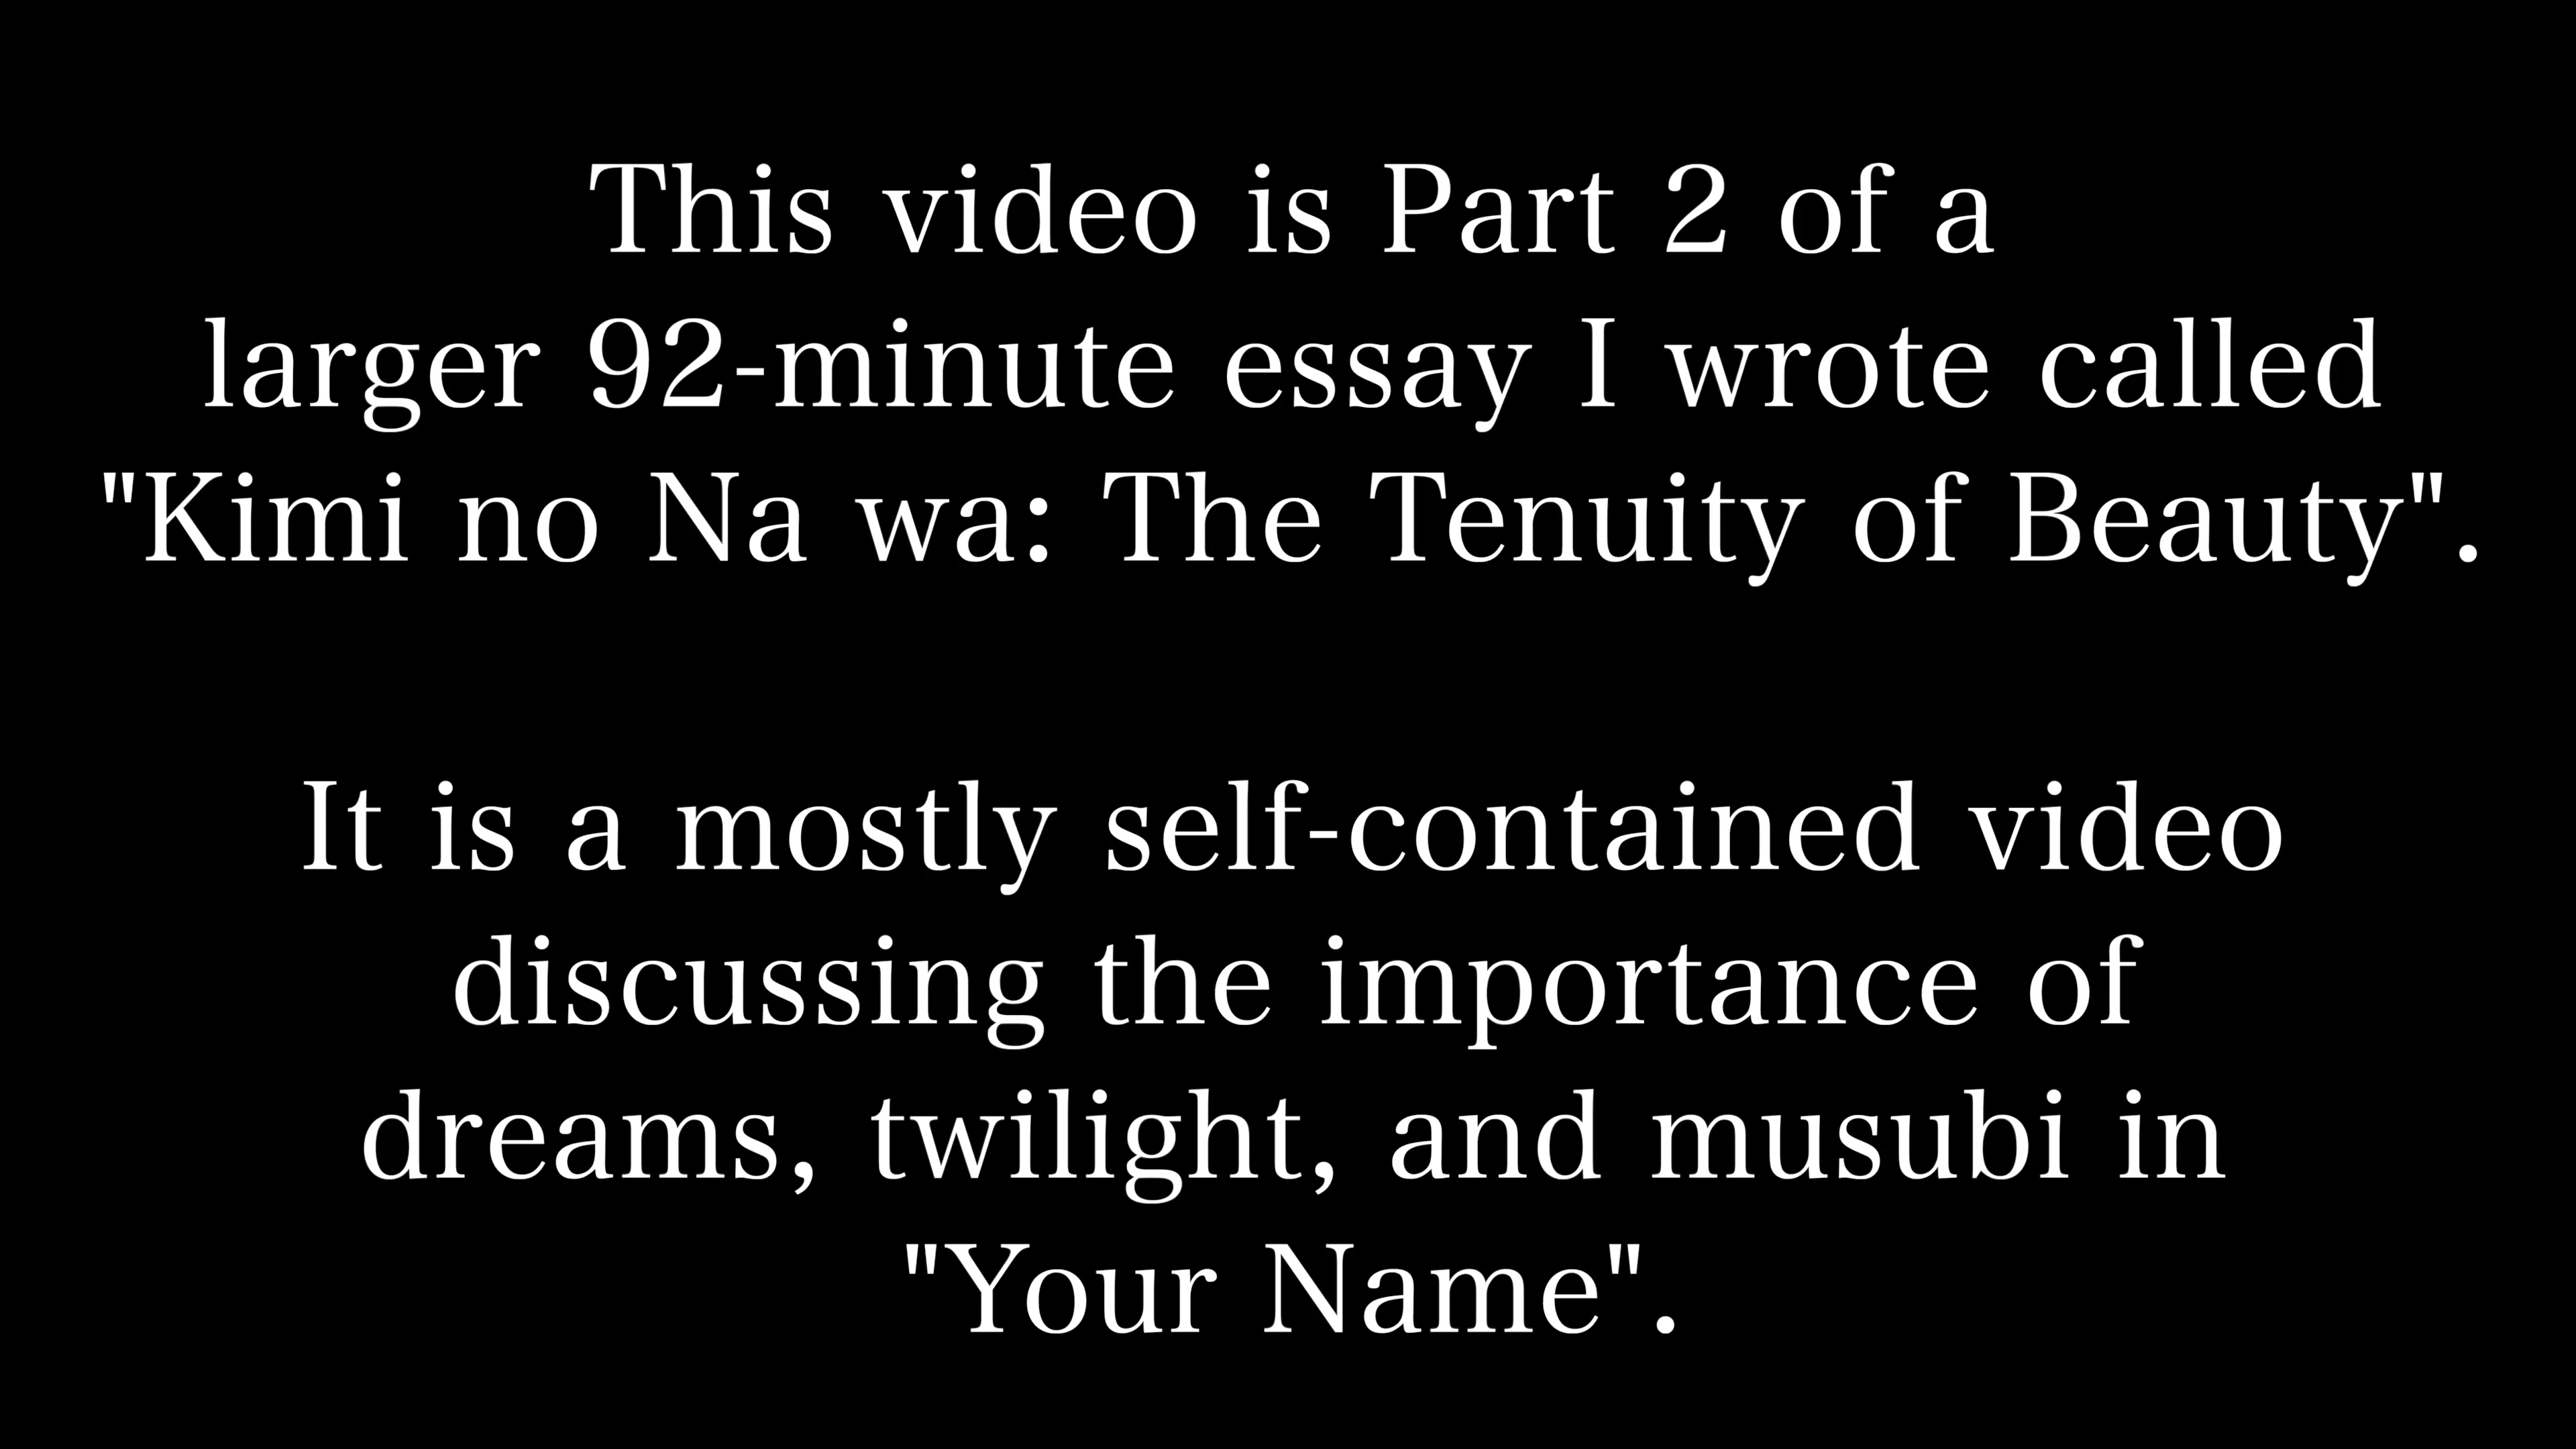 This video is Part 2 of a
larger 92-minute essay I wrote called
"Kimi no Na wa: The Tenuity of Beauty".
It is a mostly self-contained video
discussing the importance of
dreams, twilight, and musubi in
"Your Name".